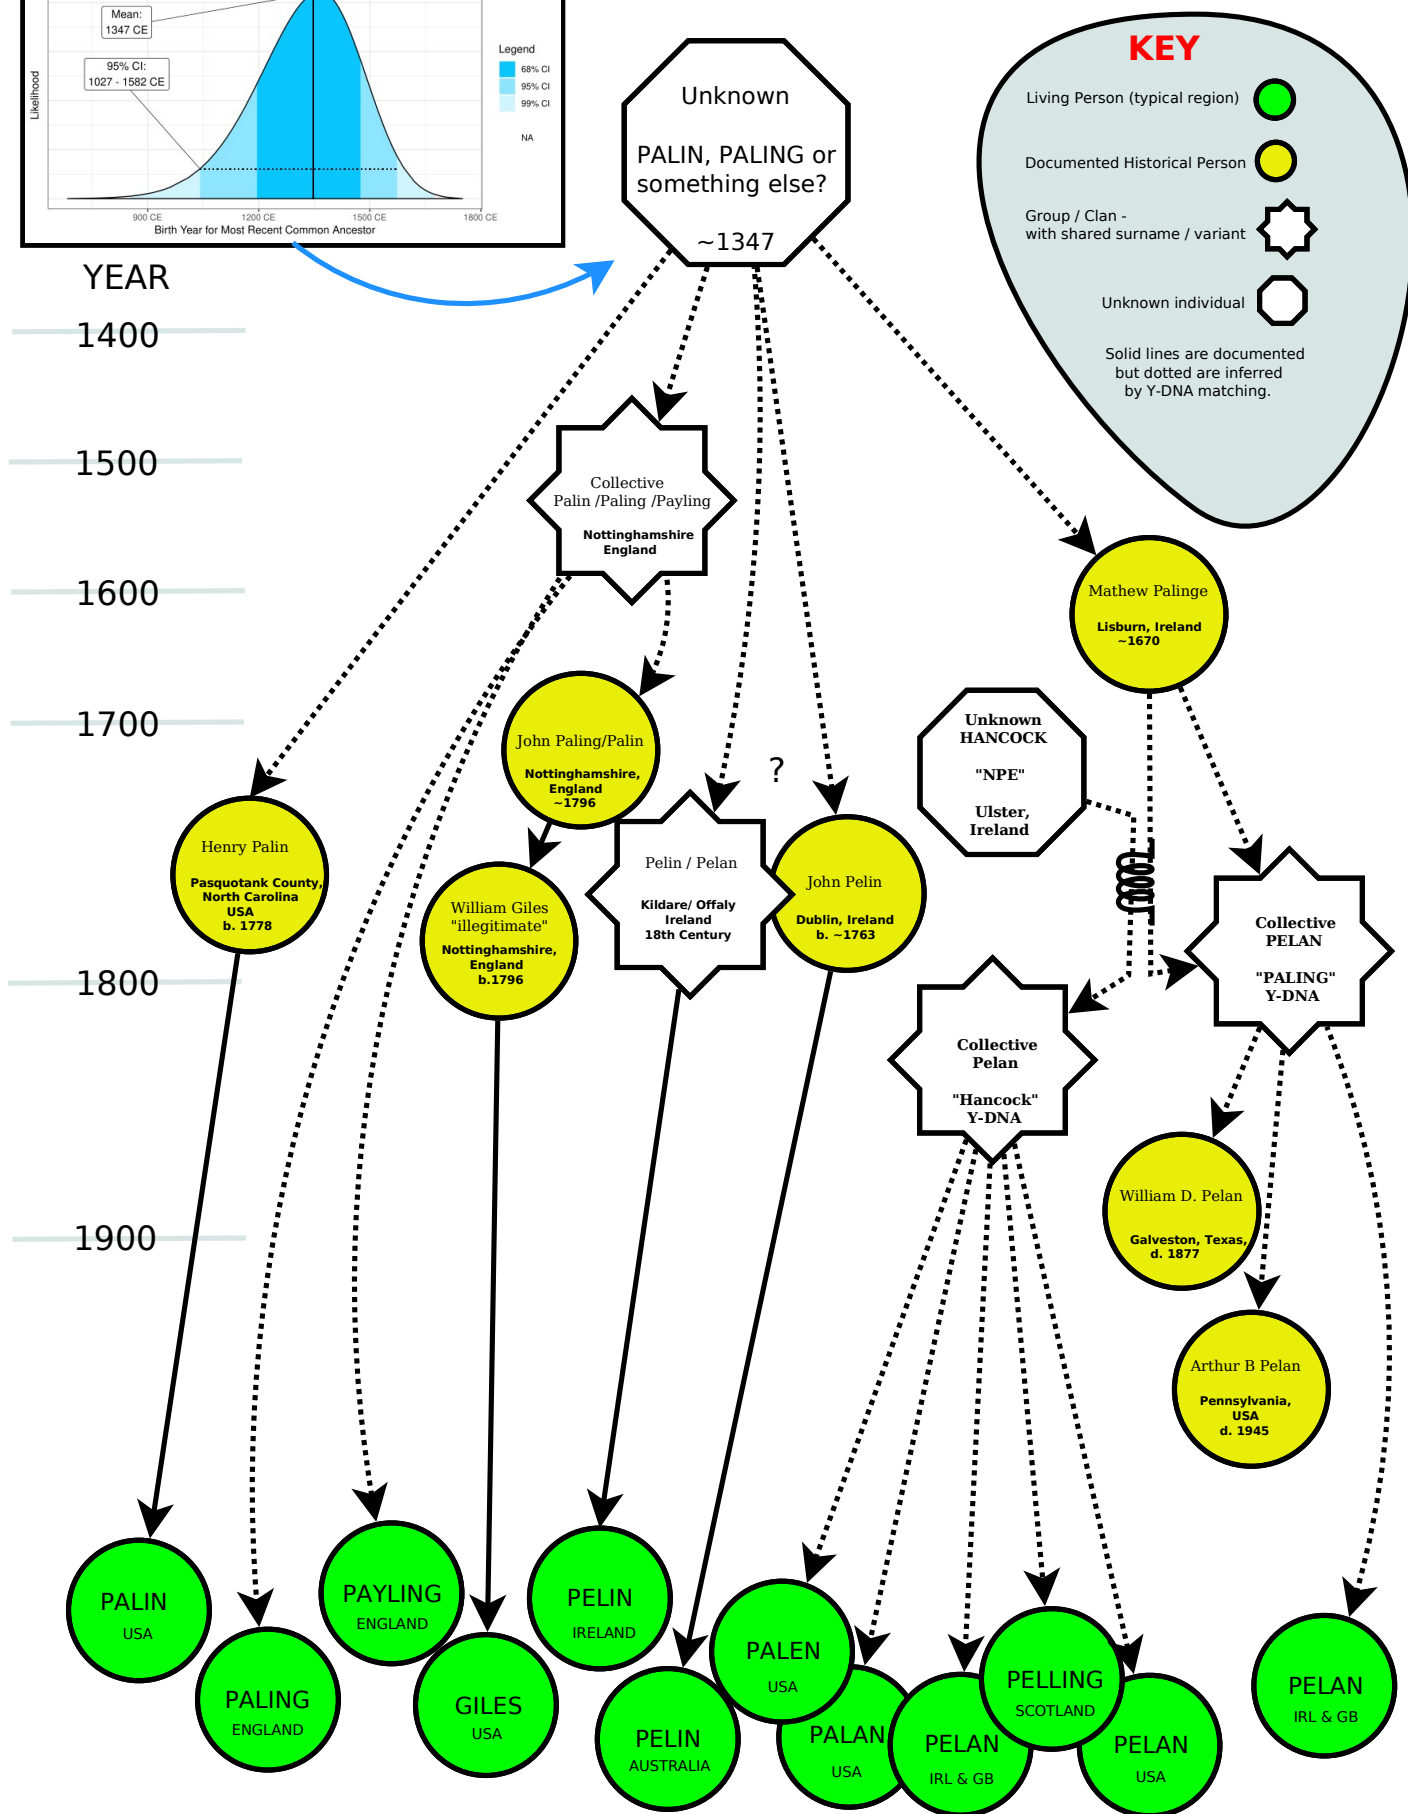 Mean:
1347 CE
95% CI:
1027 - 1582 CE
Likelihood
Legend
68% CI
95% CI
99% CI
NA
900 CE
1200 CE
1500 CE
1800 CE
Birth Year for Most Recent Common Ancestor
Unknown
PALIN, PALING or
something else?
~1347
KEY
Living Person (typical region)
Documented Historical Person
Group / Clan -
with shared surname / variant
Unknown individual
Solid lines are documented
but dotted are inferred
by Y-DNA matching.
YEAR
1400
1500
1600
1700
1800
1900
Collective
Palin /Paling /Payling
Nottinghamshire
England
Mathew Palinge
Lisburn, Ireland
~1670
Unknown
HANCOCK
"NPE"
Ulster,
Ireland
John Paling/Palin
Nottinghamshire,
England
~1796
?
Henry Palin
Pasquotank County,
North Carolina
USA
b. 1778
William Giles
"illegitimate"
Nottinghamshire,
England
b.1796
Pelin / Pelan
Kildare/ Offaly
Ireland
18th Century
John Pelin
Dublin, Ireland
b. ~1763
Collective
PELAN
"PALING"
Y-DNA
Collective
Pelan
"Hancock"
Y-DNA
William D. Pelan
Galveston, Texas,
d. 1877
Arthur B Pelan
Pennsylvania,
USA
d. 1945
PALIN
USA
PALING
ENGLAND
PAYLING
ENGLAND
GILES
USA
PELIN
IRELAND
PELIN
AUSTRALIA
PALEN
USA
PALAN
USA
PELAN
IRL & GB
PELLING
SCOTLAND
PELAN
USA
PELAN
IRL & GB